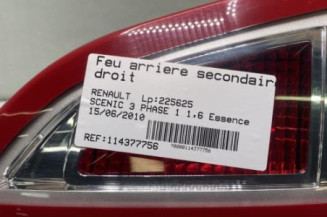 Feu arriere secondair
droit
RENAULT Lp:225625
SCENIC 3 PHASE 1 1.6 Essence
15/06/2010
REF:114377756
*0000114377756